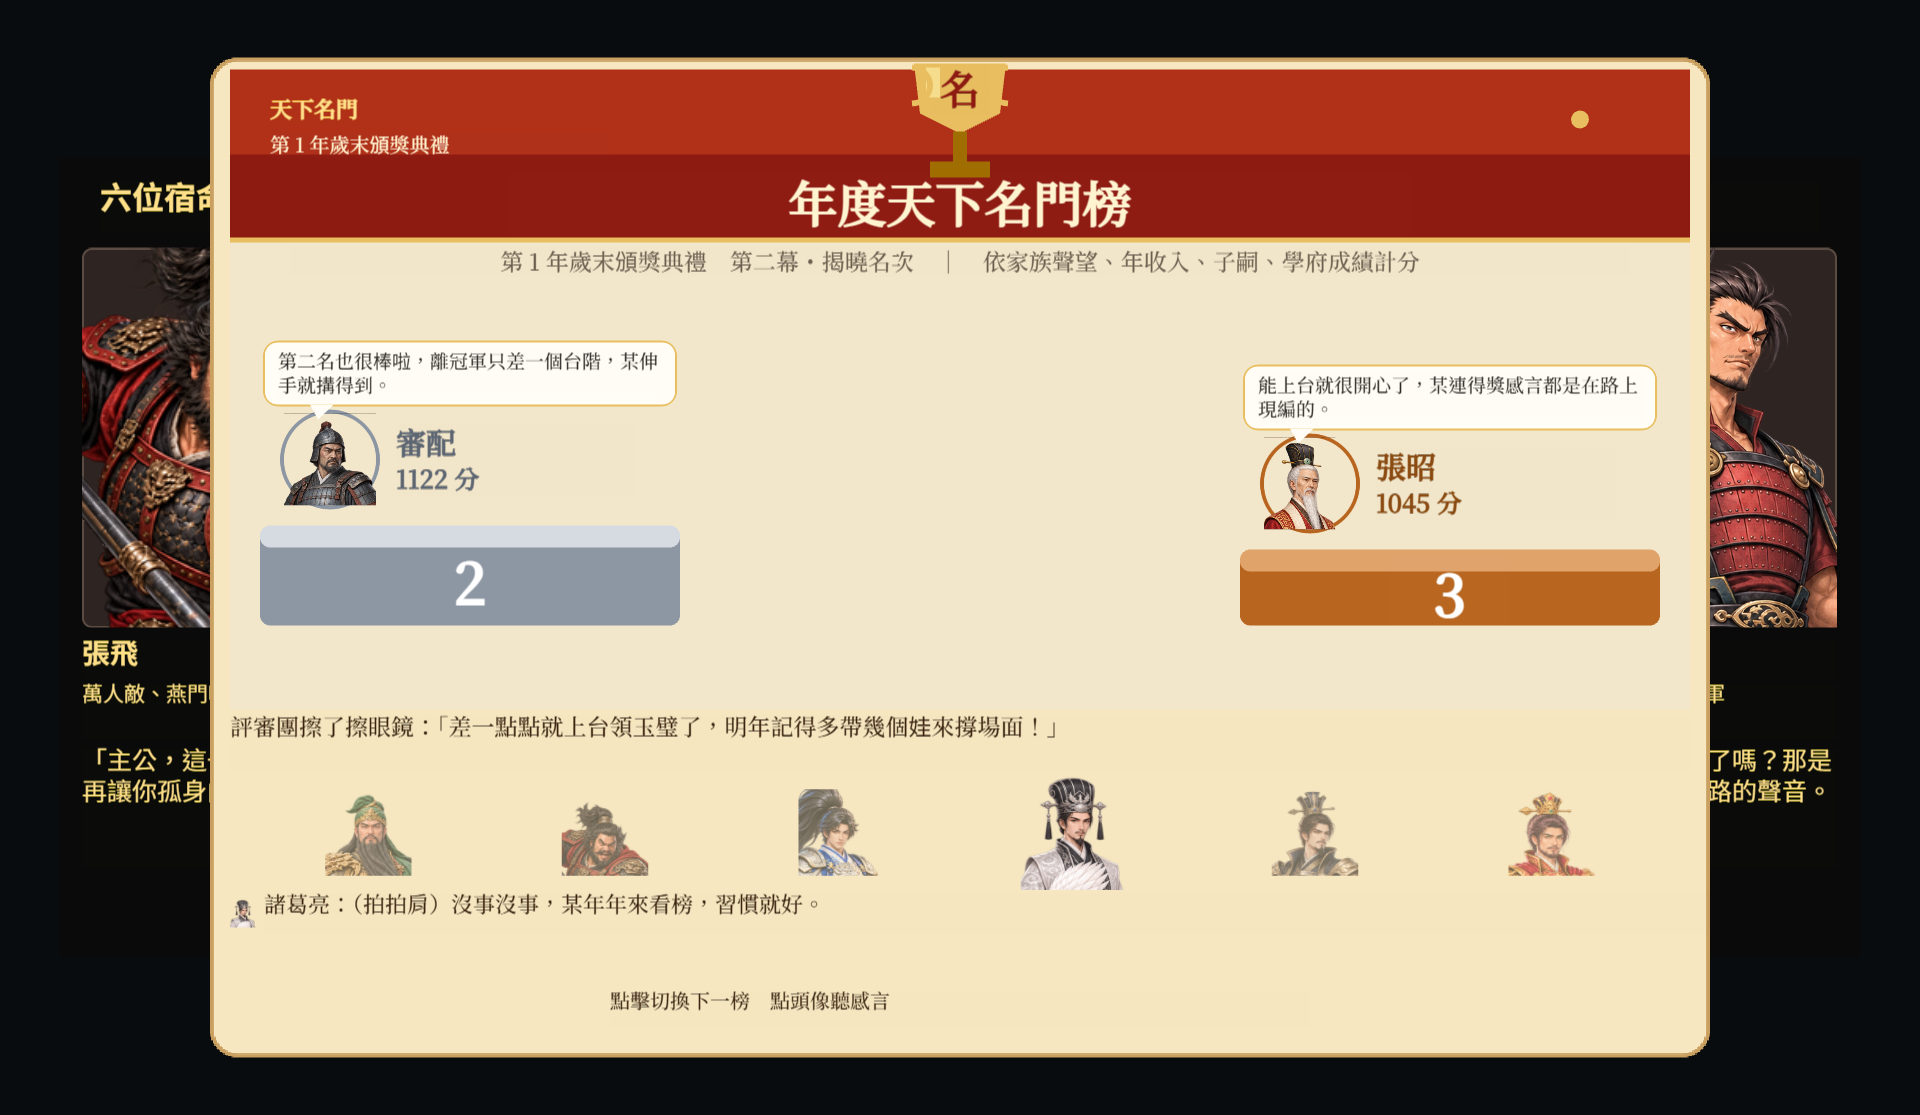 名
天下名門
第 1 年歲末頒獎典禮
年度天下名門榜
第 1 年歲末頒獎典禮　第二幕・揭曉名次　｜　依家族聲望、年收入、子嗣、學府成績計分
六位宿命
第二名也很棒啦，離冠軍只差一個台階，某伸
手就搆得到。
審配
1122 分
2
能上台就很開心了，某連得獎感言都是在路上
現編的。
張昭
1045 分
3
張飛
萬人敵、燕門
軍
「主公，這
再讓你孤身
了嗎？那是
路的聲音。
評審團擦了擦眼鏡：「差一點點就上台領玉璧了，明年記得多帶幾個娃來撐場面！」
諸葛亮：（拍拍肩）沒事沒事，某年年來看榜，習慣就好。
點擊切換下一榜　點頭像聽感言